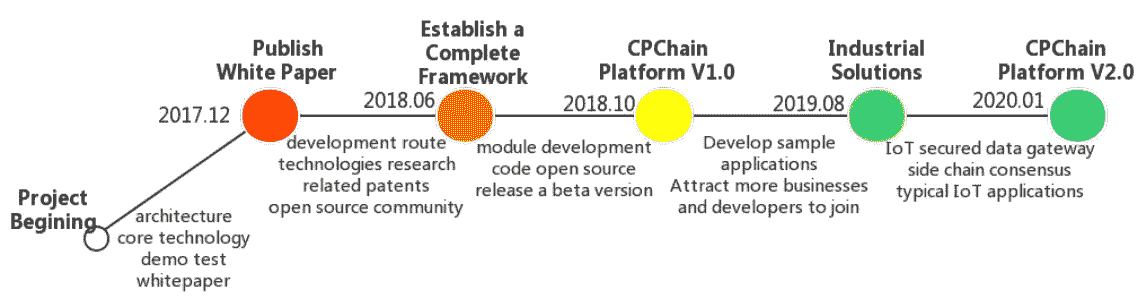 Project
Begining
architecture
core technology
demo test
whitepaper
Publish
White Paper
2017.12
development route
technologies research
related patents
open source community
Establish a
Complete
Framework
2018.06
module development
code open source
release a beta version
CPChain
Platform V1.0
2018.10
Develop sample
applications
Attract more businesses
and developers to join
Industrial
Solutions
2019.08
IoT secured data gateway
side chain consensus
typical IoT applications
CPChain
Platform V2.0
2020.01